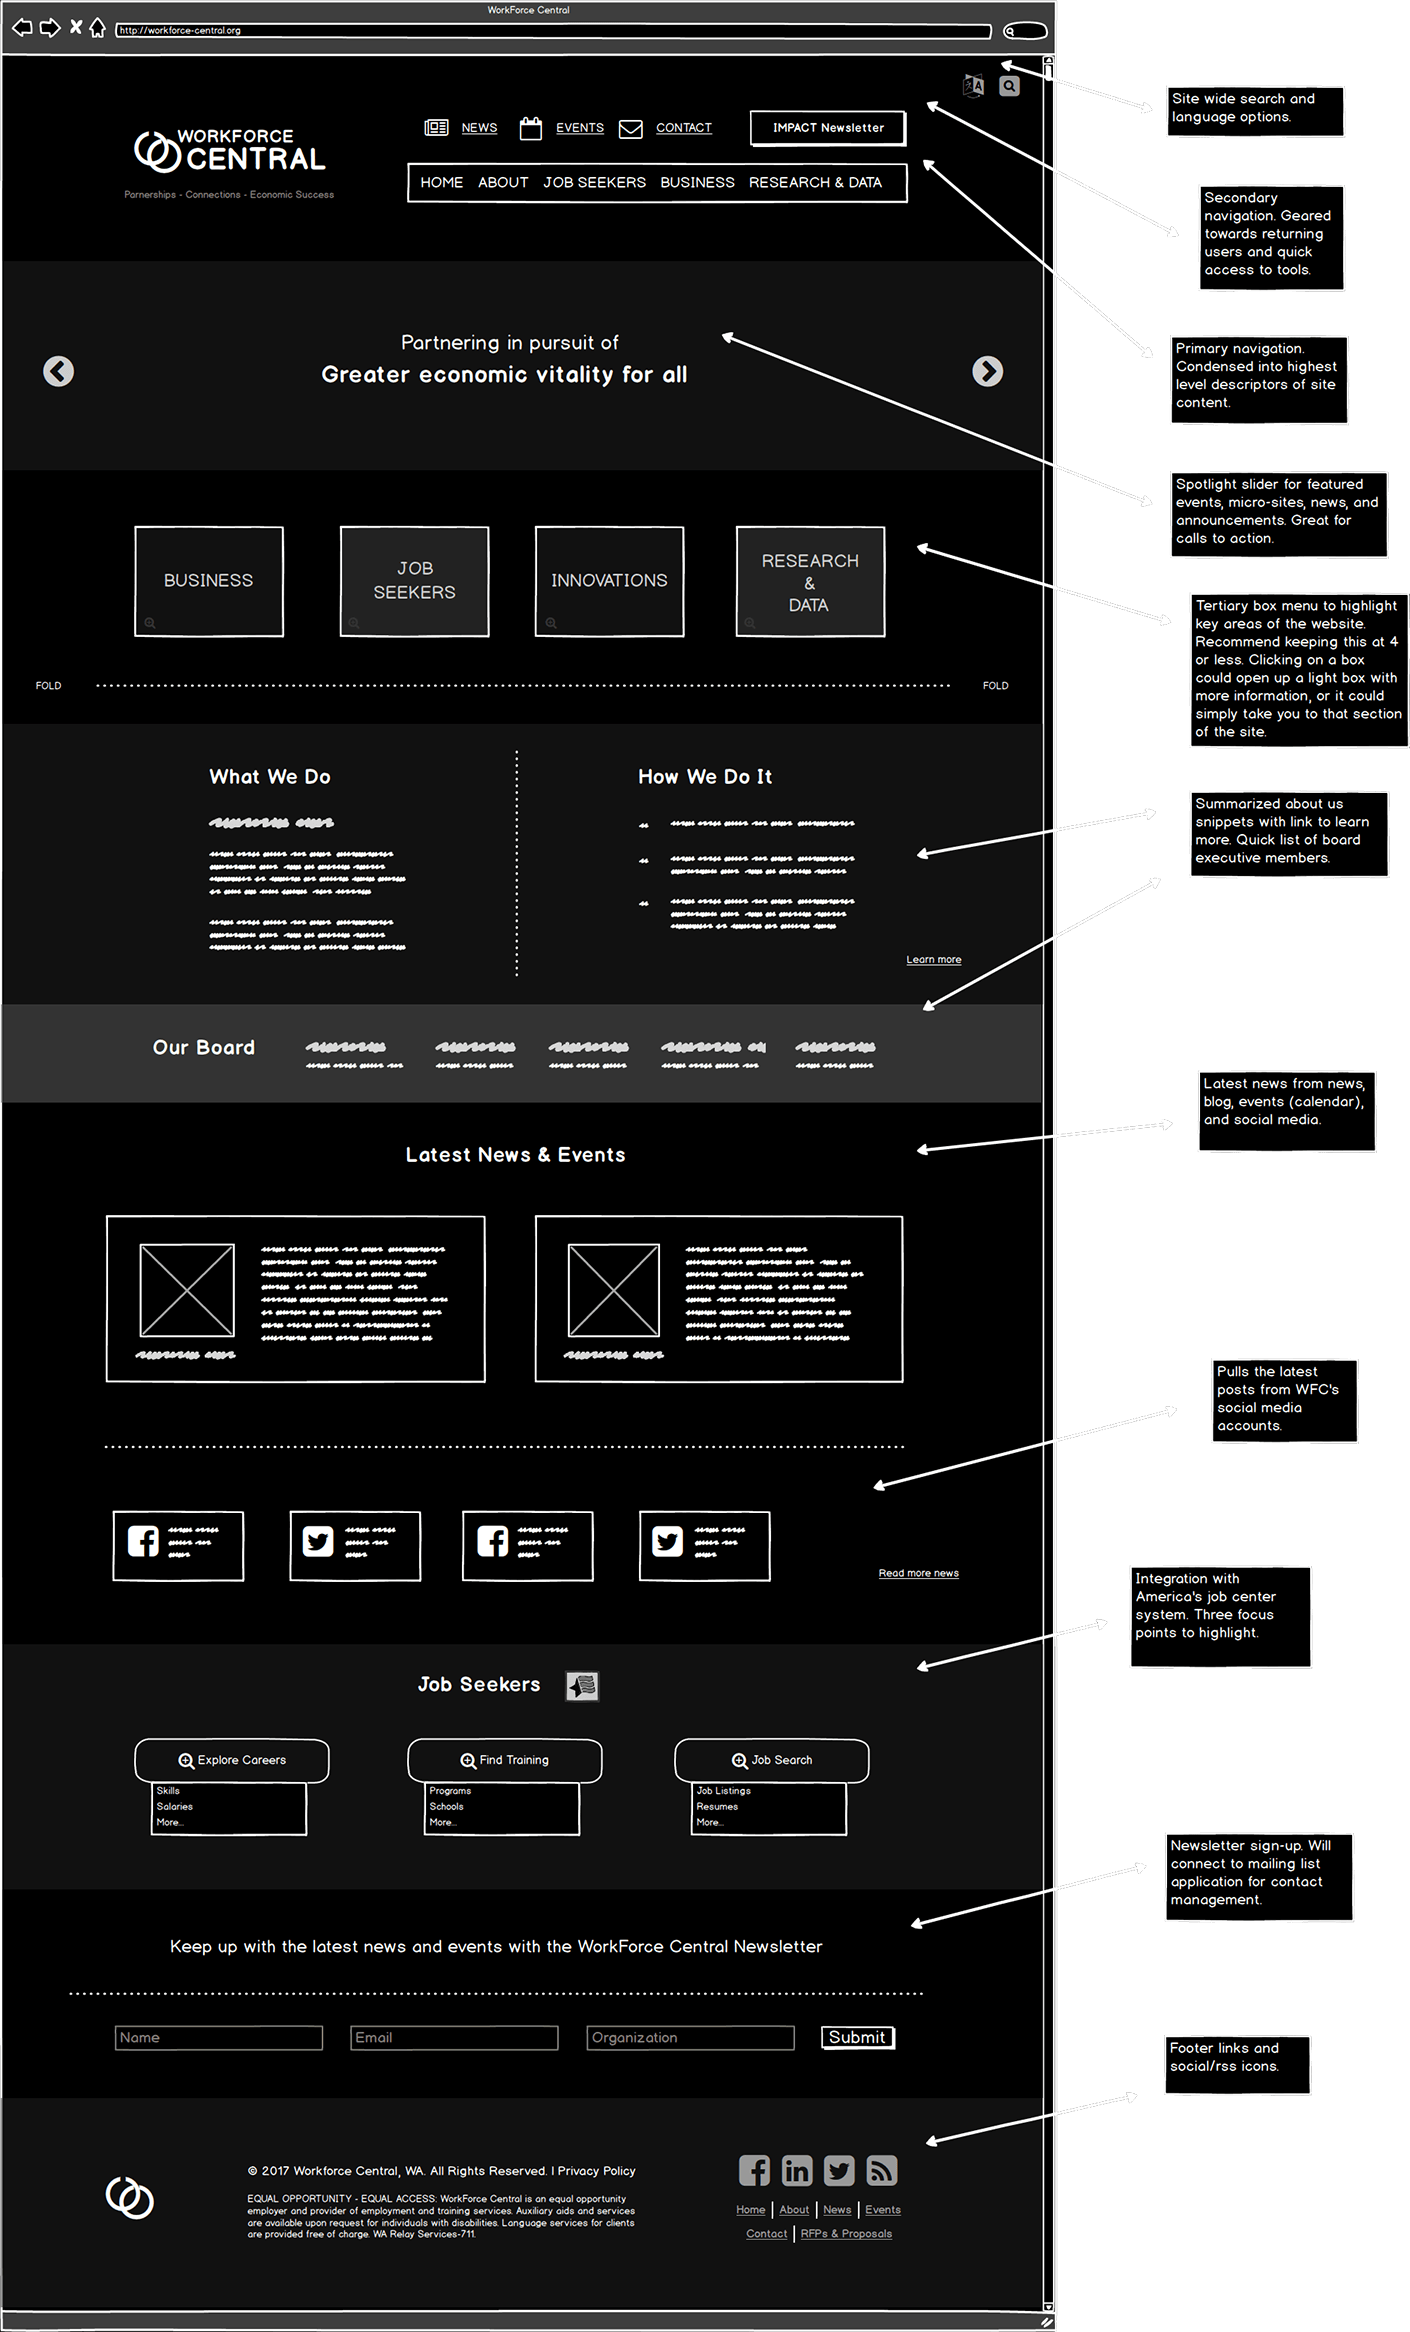 WorkForce Central
http://workforce-central.org
Site wide search and
language options.
NEWS EVENTS CONTACT IMPACT Newsletter
WORKFORCE
CENTRAL
Parnerships - Connections - Economic Success
HOME ABOUT JOB SEEKERS BUSINESS RESEARCH & DATA
Secondary
navigation. Geared
towards returning
users and quick
access to tools.
Primary navigation.
Condensed into highest
level descriptors of site
content.
Partnering in pursuit of
Greater economic vitality for all
Spotlight slider for featured
events, micro-sites, news, and
announcements. Great for
calls to action.
BUSINESS
JOB
SEEKERS
INNOVATIONS
RESEARCH
&
DATA
Tertiary box menu to highlight
key areas of the website.
Recommend keeping this at 4
or less. Clicking on a box
could open up a light box with
more information, or it could
simply take you to that section
of the site.
FOLD FOLD
What We Do
How We Do It
Learn more
Summarized about us
snippets with link to learn
more. Quick list of board
executive members.
Our Board
Latest News & Events
Latest news from news,
blog, events (calendar),
and social media.
Pulls the latest
posts from WFC's
social media
accounts.
Read more news
Integration with
America's job center
system. Three focus
points to highlight.
Job Seekers
Explore Careers
Skills
Salaries
More...
Find Training
Programs
Schools
More...
Job Search
Job Listings
Resumes
More...
Newsletter sign-up. Will
connect to mailing list
application for contact
management.
Keep up with the latest news and events with the WorkForce Central Newsletter
Name Email Organization Submit
Footer links and
social/rss icons.
© 2017 Workforce Central, WA. All Rights Reserved. | Privacy Policy
EQUAL OPPORTUNITY - EQUAL ACCESS: WorkForce Central is an equal opportunity
employer and provider of employment and training services. Auxiliary aids and services
are available upon request for individuals with disabilities. Language services for clients
are provided free of charge. WA Relay Services-711.
Home | About | News | Events
Contact | RFPs & Proposals